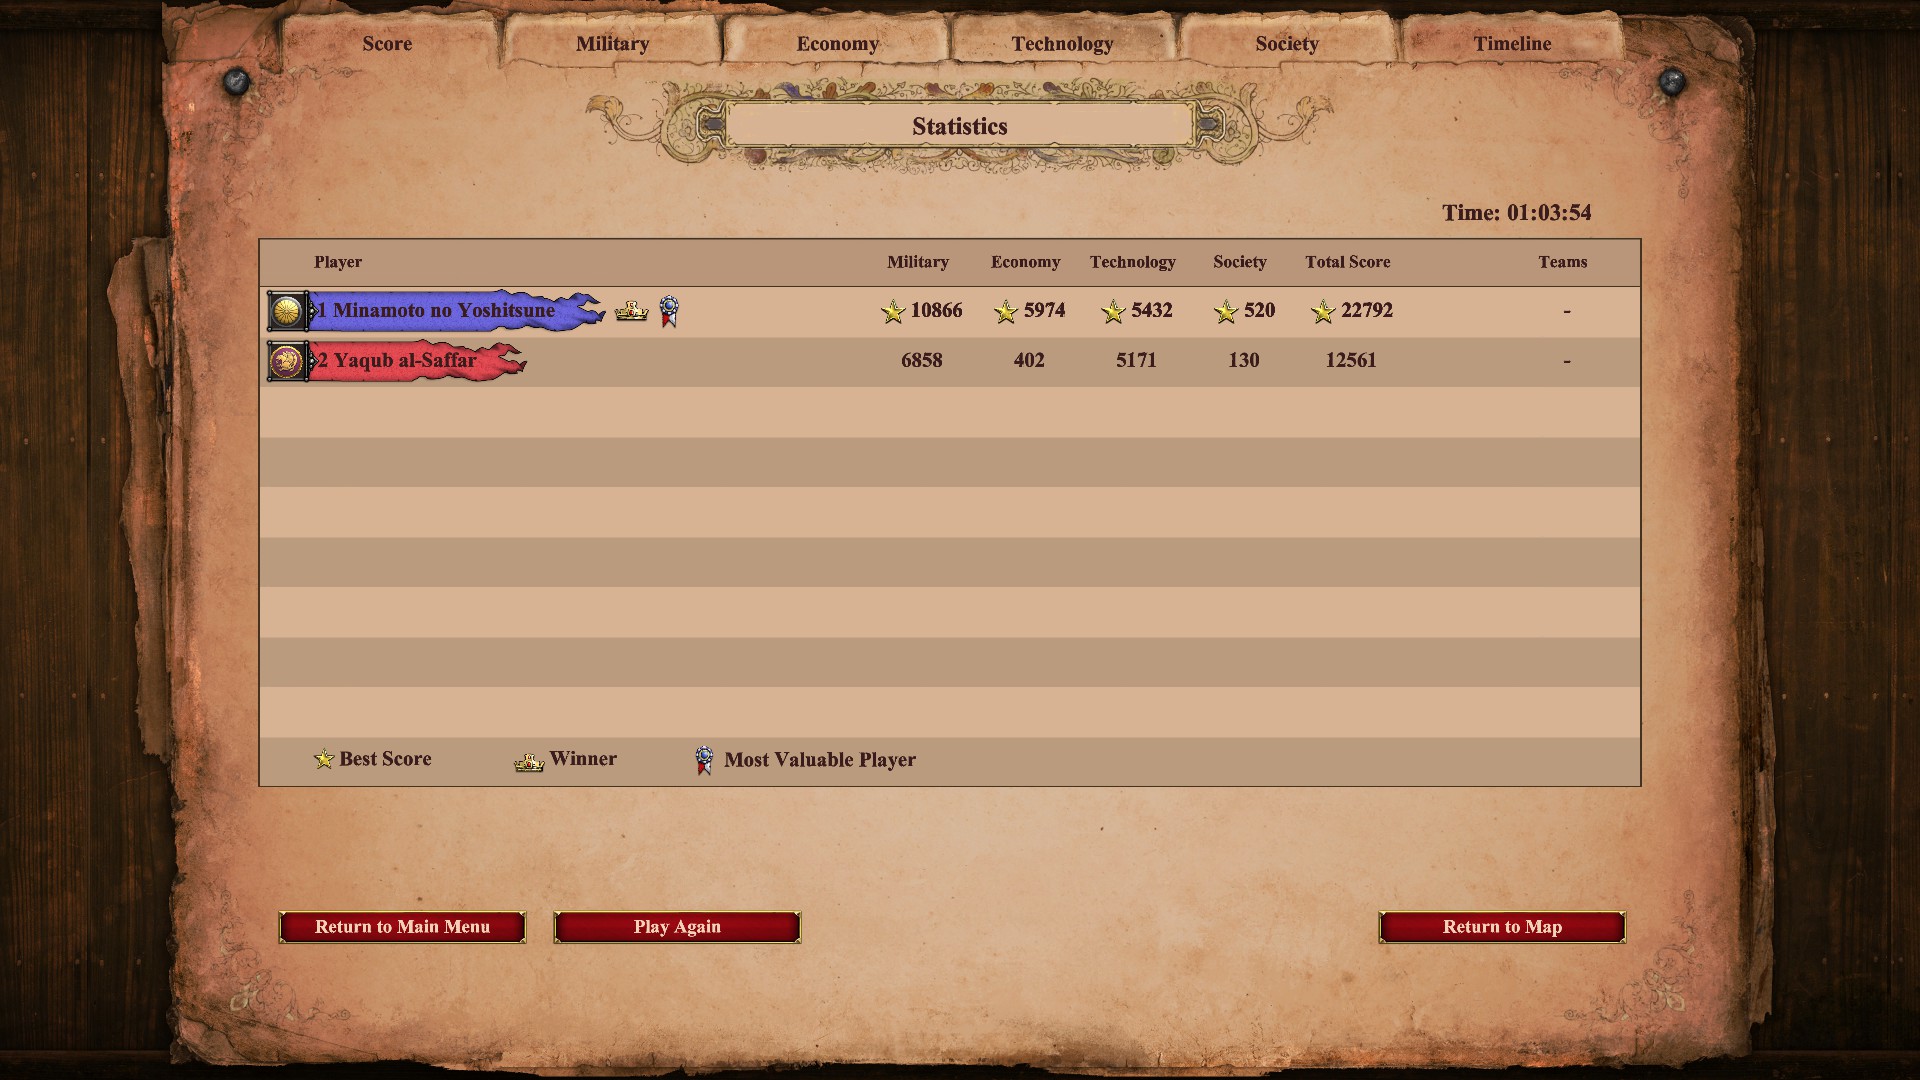 Score Military Economy Technology Society Timeline
Statistics
Time: 01:03:54
Player Military Economy Technology Society Total Score Teams
1 Minamoto no Yoshitsune 10866 5974 5432 520 22792 -
2 Yaqub al-Saffar 6858 402 5171 130 12561 -
Best Score Winner Most Valuable Player
Return to Main Menu Play Again Return to Map